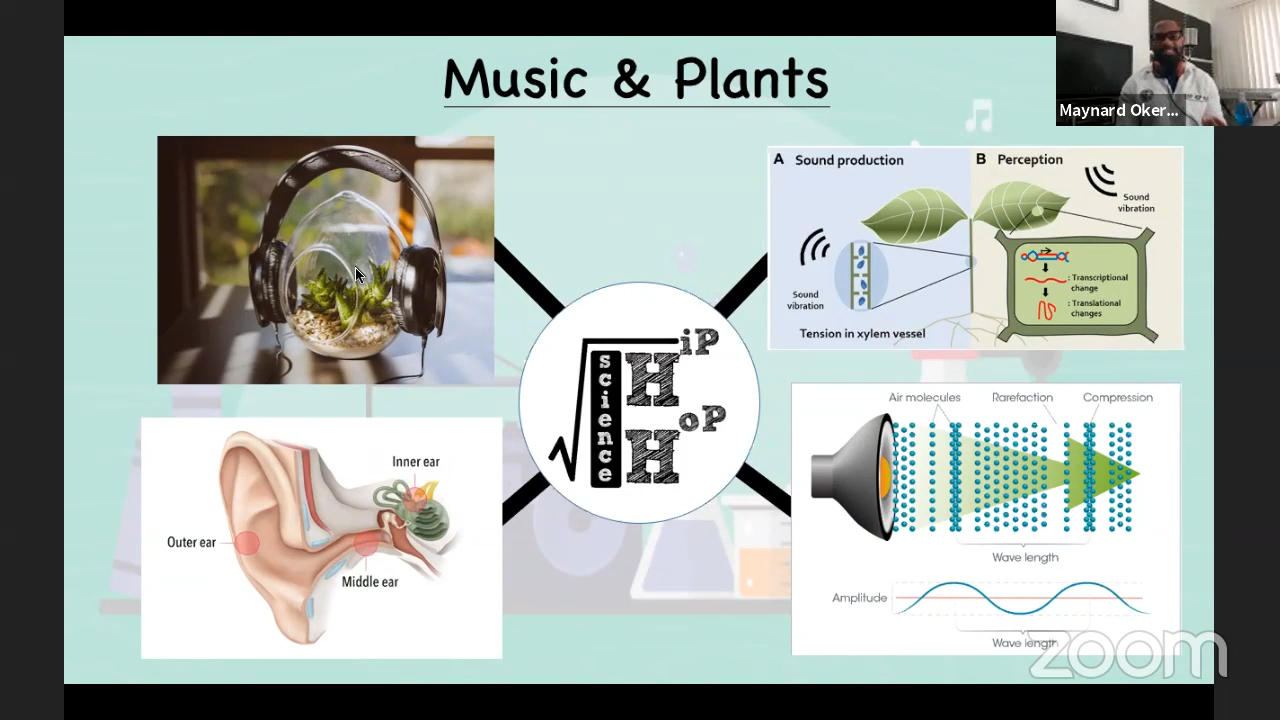 Music & Plants
Maynard Oker...
A Sound production
B Perception
Sound
vibration
: Transcriptional
change
: Translational
changes
Sound
vibration
Tension in xylem vessel
science
HiP
HoP
Inner ear
Outer ear
Middle ear
Air molecules
Rarefaction
Compression
Wave length
Amplitude
Wave length
zoom